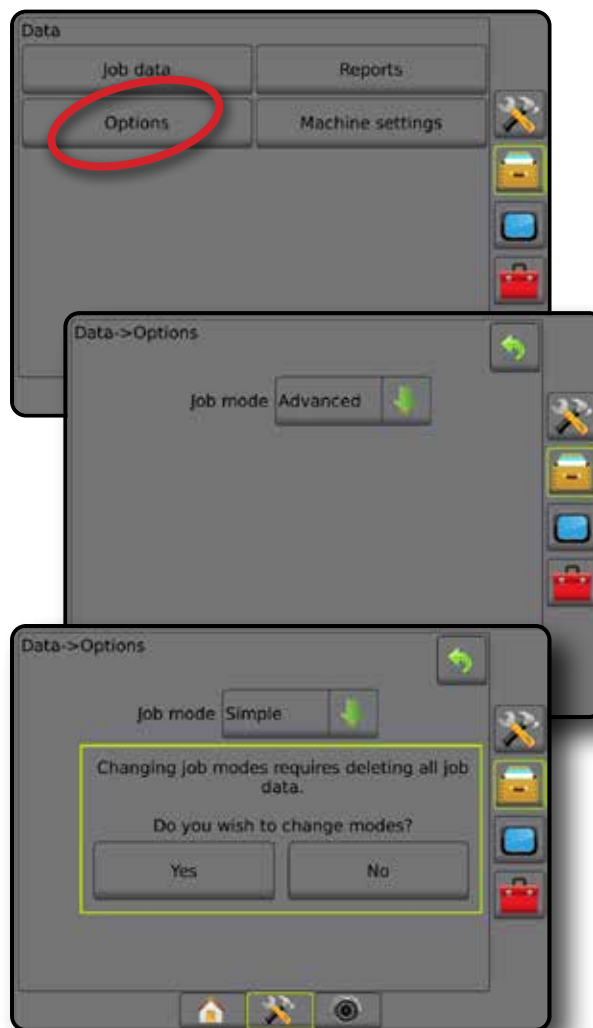 Data
Job data
Reports
Options
Machine settings
Data->Options
Job mode Advanced
Data->Options
Job mode Simple
Changing job modes requires deleting all job
data.
Do you wish to change modes?
Yes
No